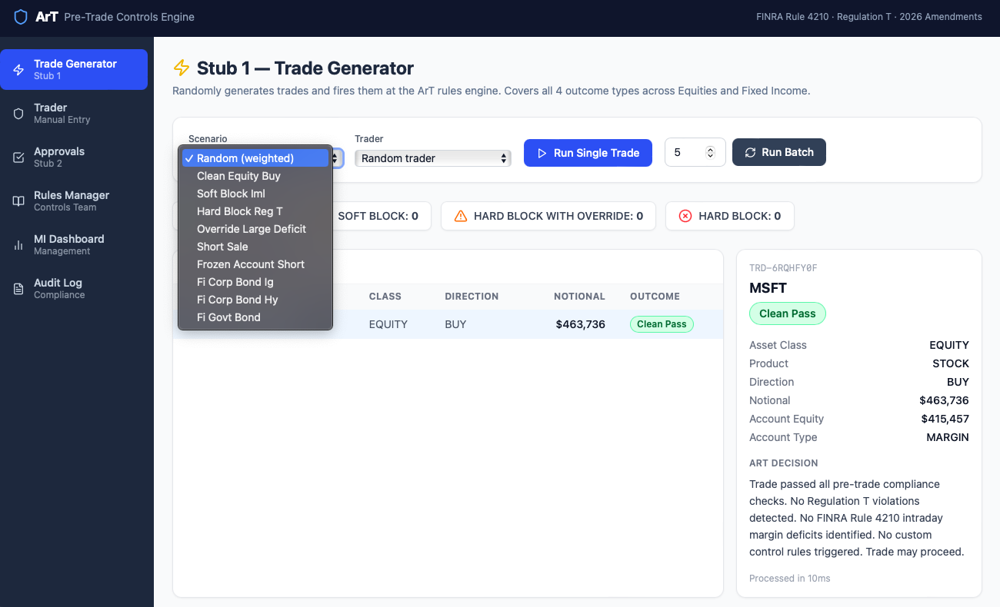 ArT Pre-Trade Controls Engine
FINRA Rule 4210 · Regulation T · 2026 Amendments
Trade Generator
Stub 1
Trader
Manual Entry
Approvals
Stub 2
Rules Manager
Controls Team
MI Dashboard
Management
Audit Log
Compliance
Stub 1 — Trade Generator
Randomly generates trades and fires them at the ArT rules engine. Covers all 4 outcome types across Equities and Fixed Income.
Scenario
✓ Random (weighted)
Clean Equity Buy
Soft Block Iml
Hard Block Reg T
Override Large Deficit
Short Sale
Frozen Account Short
Fi Corp Bond Ig
Fi Corp Bond Hy
Fi Govt Bond
Trader
Random trader
Run Single Trade
5
Run Batch
SOFT BLOCK: 0
HARD BLOCK WITH OVERRIDE: 0
HARD BLOCK: 0
CLASS DIRECTION NOTIONAL OUTCOME
EQUITY BUY $463,736 Clean Pass
TRD-6RQHFY0F
MSFT
Clean Pass
Asset Class EQUITY
Product STOCK
Direction BUY
Notional $463,736
Account Equity $415,457
Account Type MARGIN
ART DECISION
Trade passed all pre-trade compliance
checks. No Regulation T violations
detected. No FINRA Rule 4210 intraday
margin deficits identified. No custom
control rules triggered. Trade may proceed.
Processed in 10ms